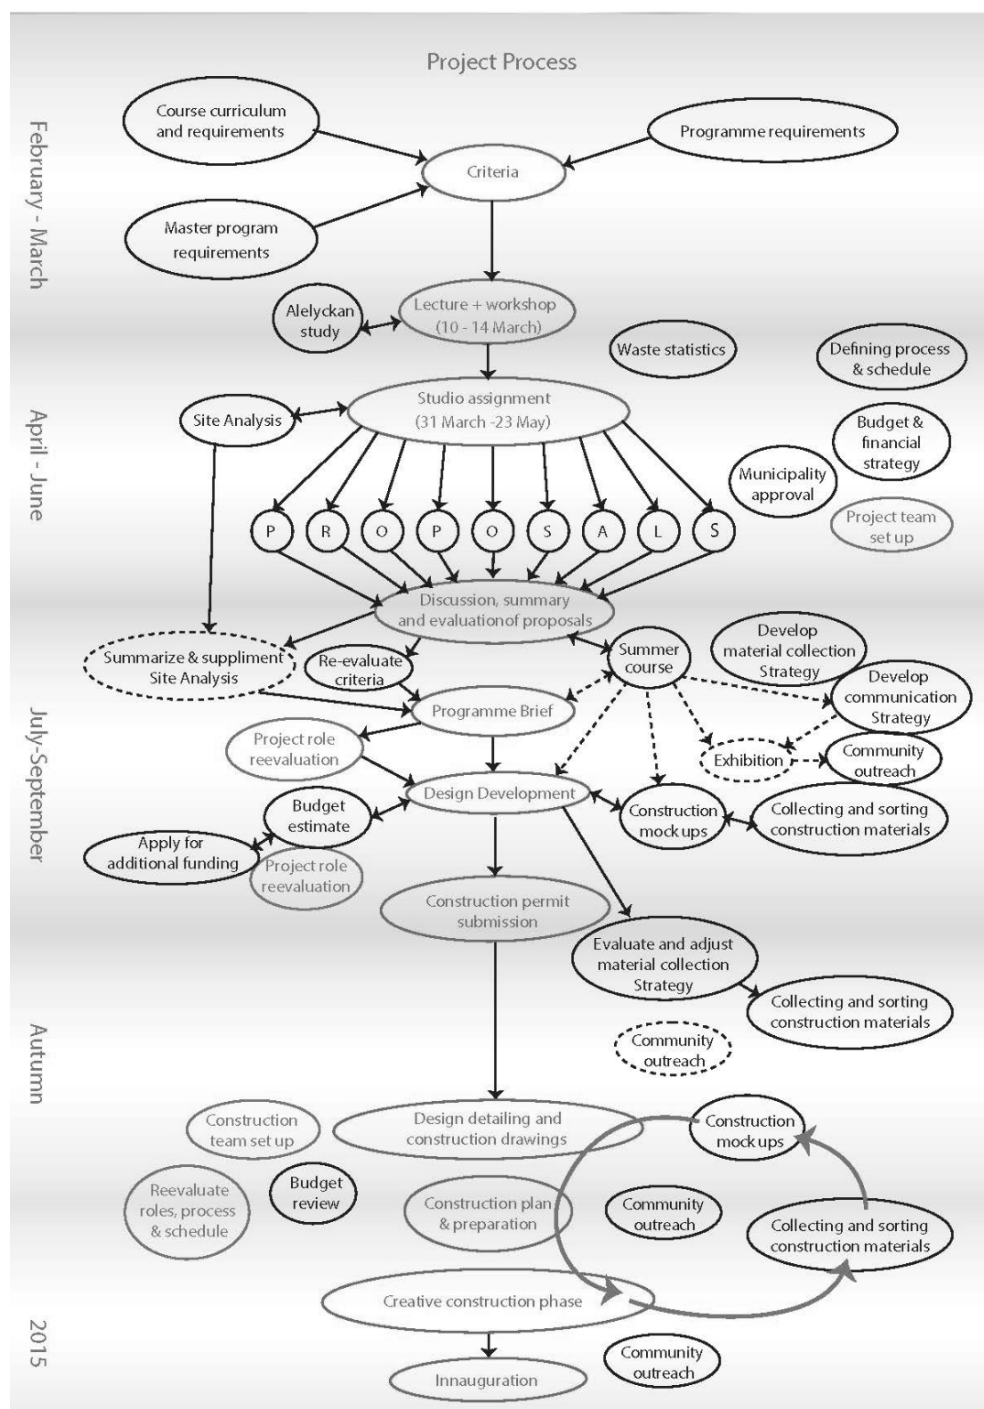 Project Process
February - March
Course curriculum
and requirements
Programme requirements
Criteria
Master program
requirements
Alelyckan
study
Lecture + workshop
(10 - 14 March)
Waste statistics
Defining process
& schedule
April - June
Studio assignment
(31 March -23 May)
Site Analysis
Budget &
financial
strategy
Municipality
approval
Project team
set up
P R O P O S A L S
Discussion, summary
and evaluationof proposals
Summarize & suppliment
Site Analysis
Re-evaluate
criteria
Summer
course
Develop
material collection
Strategy
Develop
communication
Strategy
July-September
Programme Brief
Project role
reevaluation
Exhibition
Community
outreach
Design Development
Budget
estimate
Construction
mock ups
Collecting and sorting
construction materials
Apply for
additional funding
Project role
reevaluation
Construction permit
submission
Evaluate and adjust
material collection
Strategy
Collecting and sorting
construction materials
Autumn
Community
outreach
Construction
team set up
Design detailing and
construction drawings
Construction
mock ups
Reevaluate
roles, process
& schedule
Budget
review
Construction plan
& preparation
Community
outreach
Collecting and sorting
construction materials
2015
Creative construction phase
Community
outreach
Innauguration